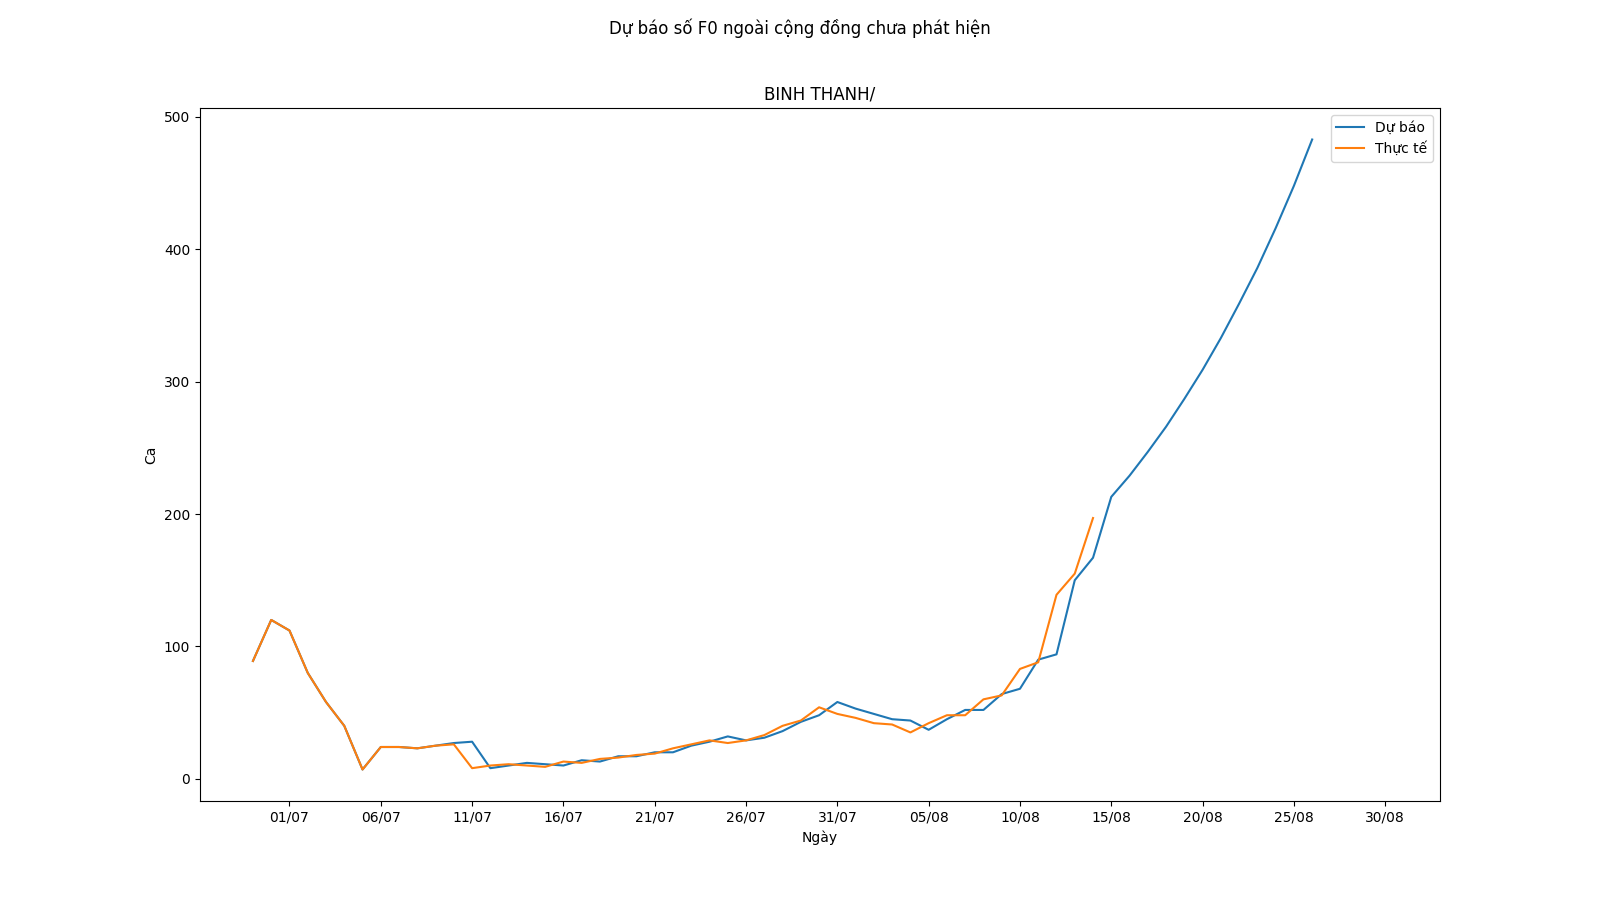 Dự báo số F0 ngoài cộng đồng chưa phát hiện
BINH THANH/
500
400
300
200
100
0
Ca
Dự báo
Thực tế
01/07 06/07 11/07 16/07 21/07 26/07 31/07 05/08 10/08 15/08 20/08 25/08 30/08
Ngày